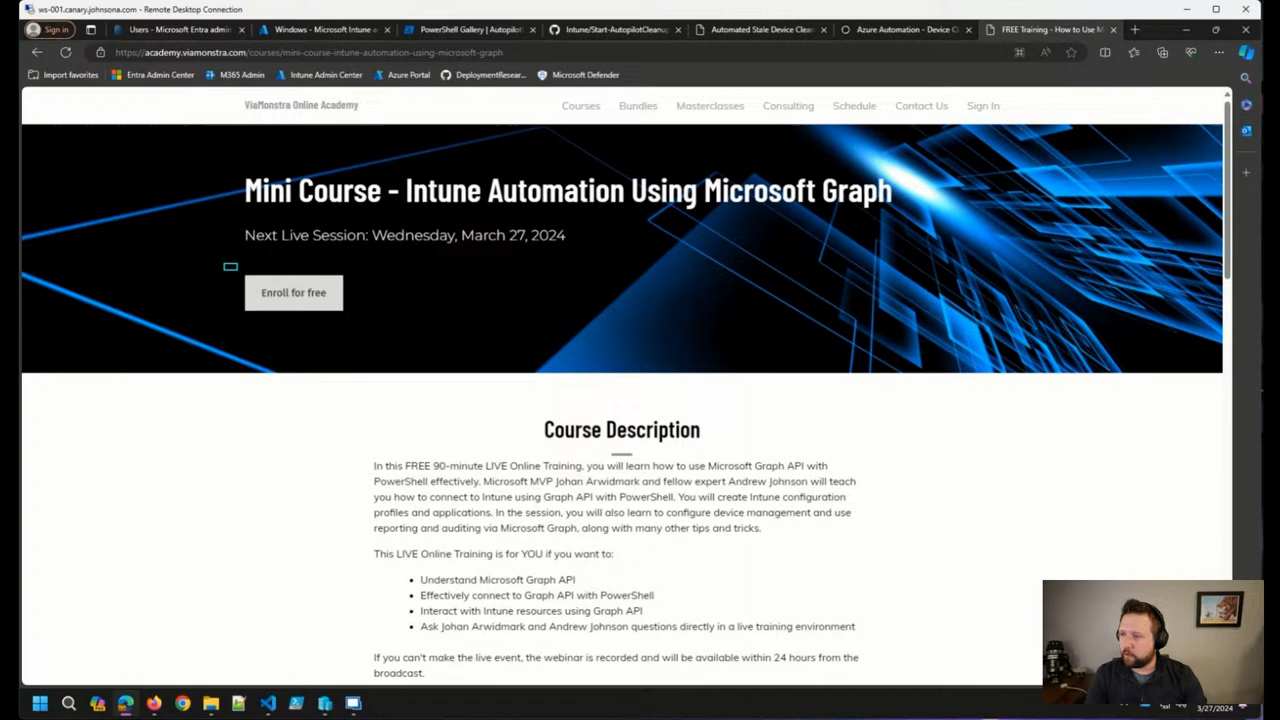 ws-001.canary.johnsona.com - Remote Desktop Connection
Sign in
Users - Microsoft Entra admin
Windows - Microsoft Intune a
PowerShell Gallery | Autopilot
Intune/Start-AutopilotCleanu
Automated Stale Device Clean
Azure Automation - Device C
FREE Training - How to Use M
https://academy.viamonstra.com/courses/mini-course-intune-automation-using-microsoft-graph
Import favorites
Entra Admin Center
M365 Admin
Intune Admin Center
Azure Portal
DeploymentResear...
Microsoft Defender
ViaMonstra Online Academy
Courses
Bundles
Masterclasses
Consulting
Schedule
Contact Us
Sign In
Mini Course - Intune Automation Using Microsoft Graph
Next Live Session: Wednesday, March 27, 2024
Enroll for free
Course Description
In this FREE 90-minute LIVE Online Training, you will learn how to use Microsoft Graph API with
PowerShell effectively. Microsoft MVP Johan Arwidmark and fellow expert Andrew Johnson will teach
you how to connect to Intune using Graph API with PowerShell. You will create Intune configuration
profiles and applications. In the session, you will also learn to configure device management and use
reporting and auditing via Microsoft Graph, along with many other tips and tricks.
This LIVE Online Training is for YOU if you want to:
• Understand Microsoft Graph API
• Effectively connect to Graph API with PowerShell
• Interact with Intune resources using Graph API
• Ask Johan Arwidmark and Andrew Johnson questions directly in a live training environment
If you can't make the live event, the webinar is recorded and will be available within 24 hours from the
broadcast.
3/27/2024